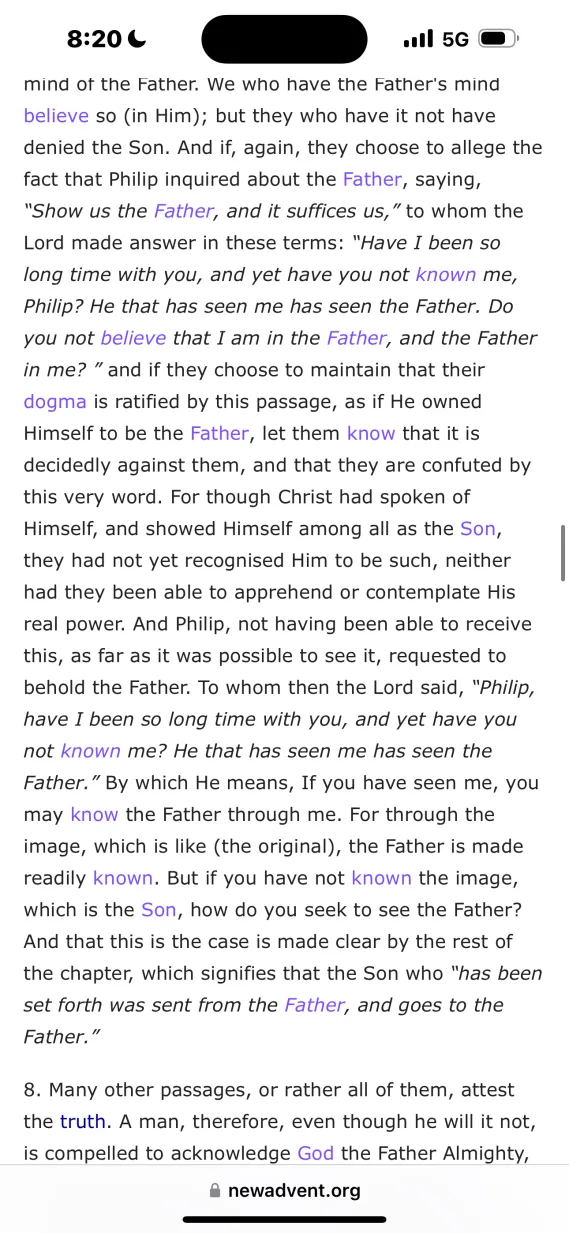 8:20
5G
mind of the Father. We who have the Father's mind
believe so (in Him); but they who have it not have
denied the Son. And if, again, they choose to allege the
fact that Philip inquired about the Father, saying,
“Show us the Father, and it suffices us,” to whom the
Lord made answer in these terms: “Have I been so
long time with you, and yet have you not known me,
Philip? He that has seen me has seen the Father. Do
you not believe that I am in the Father, and the Father
in me? ” and if they choose to maintain that their
dogma is ratified by this passage, as if He owned
Himself to be the Father, let them know that it is
decidedly against them, and that they are confuted by
this very word. For though Christ had spoken of
Himself, and showed Himself among all as the Son,
they had not yet recognised Him to be such, neither
had they been able to apprehend or contemplate His
real power. And Philip, not having been able to receive
this, as far as it was possible to see it, requested to
behold the Father. To whom then the Lord said, “Philip,
have I been so long time with you, and yet have you
not known me? He that has seen me has seen the
Father.” By which He means, If you have seen me, you
may know the Father through me. For through the
image, which is like (the original), the Father is made
readily known. But if you have not known the image,
which is the Son, how do you seek to see the Father?
And that this is the case is made clear by the rest of
the chapter, which signifies that the Son who “has been
set forth was sent from the Father, and goes to the
Father.”
8. Many other passages, or rather all of them, attest
the truth. A man, therefore, even though he will it not,
is compelled to acknowledge God the Father Almighty,
newadvent.org